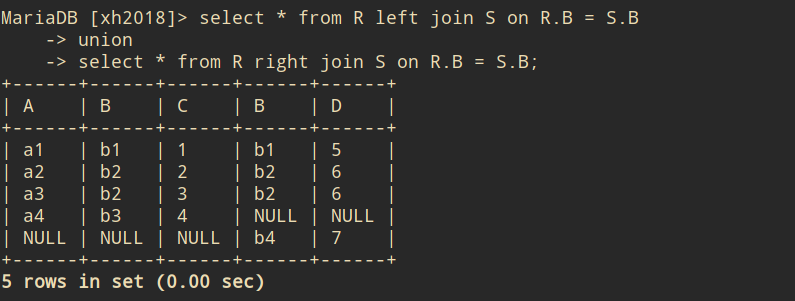 MariaDB [xh2018]> select * from R left join S on R.B = S.B
    -> union
    -> select * from R right join S on R.B = S.B;
+------+------+------+------+------+
| A    | B    | C    | B    | D    |
+------+------+------+------+------+
| a1   | b1   | 1    | b1   | 5    |
| a2   | b2   | 2    | b2   | 6    |
| a3   | b2   | 3    | b2   | 6    |
| a4   | b3   | 4    | NULL | NULL |
| NULL | NULL | NULL | b4   | 7    |
+------+------+------+------+------+
5 rows in set (0.00 sec)